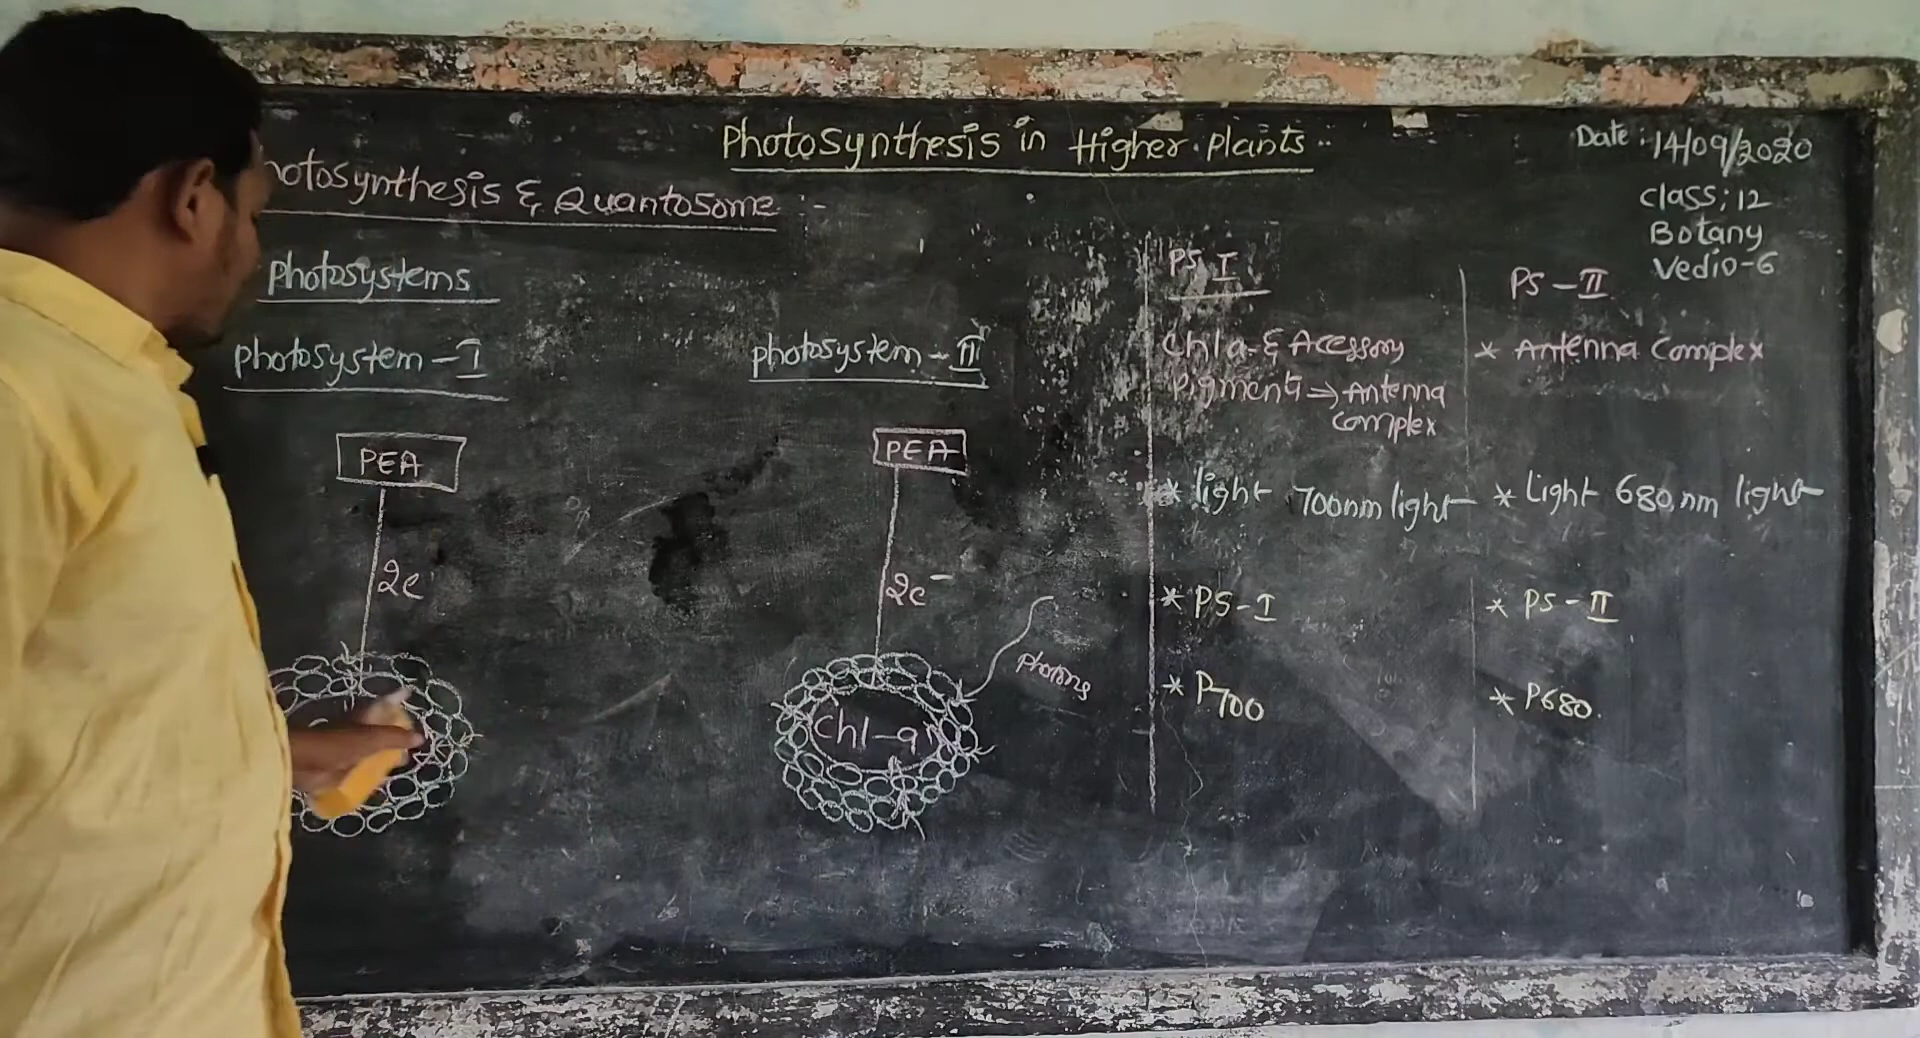 Photosynthesis in Higher Plants..
Date: 14/09/2020
class; 12
Botany
Vedio-6
hotosynthesis & Quantosome :-
Photosystems
photosystem - I
photosystem - II
PEA
2e
PEA
2e-
Chl-a
Photons
PS I
Chl a- & Acessory
Pigments → Antenna
complex
* light 700nm light
* PS-I
* P700
PS-II
* Antenna Complex
* Light 680nm light
* PS-II
* P680.